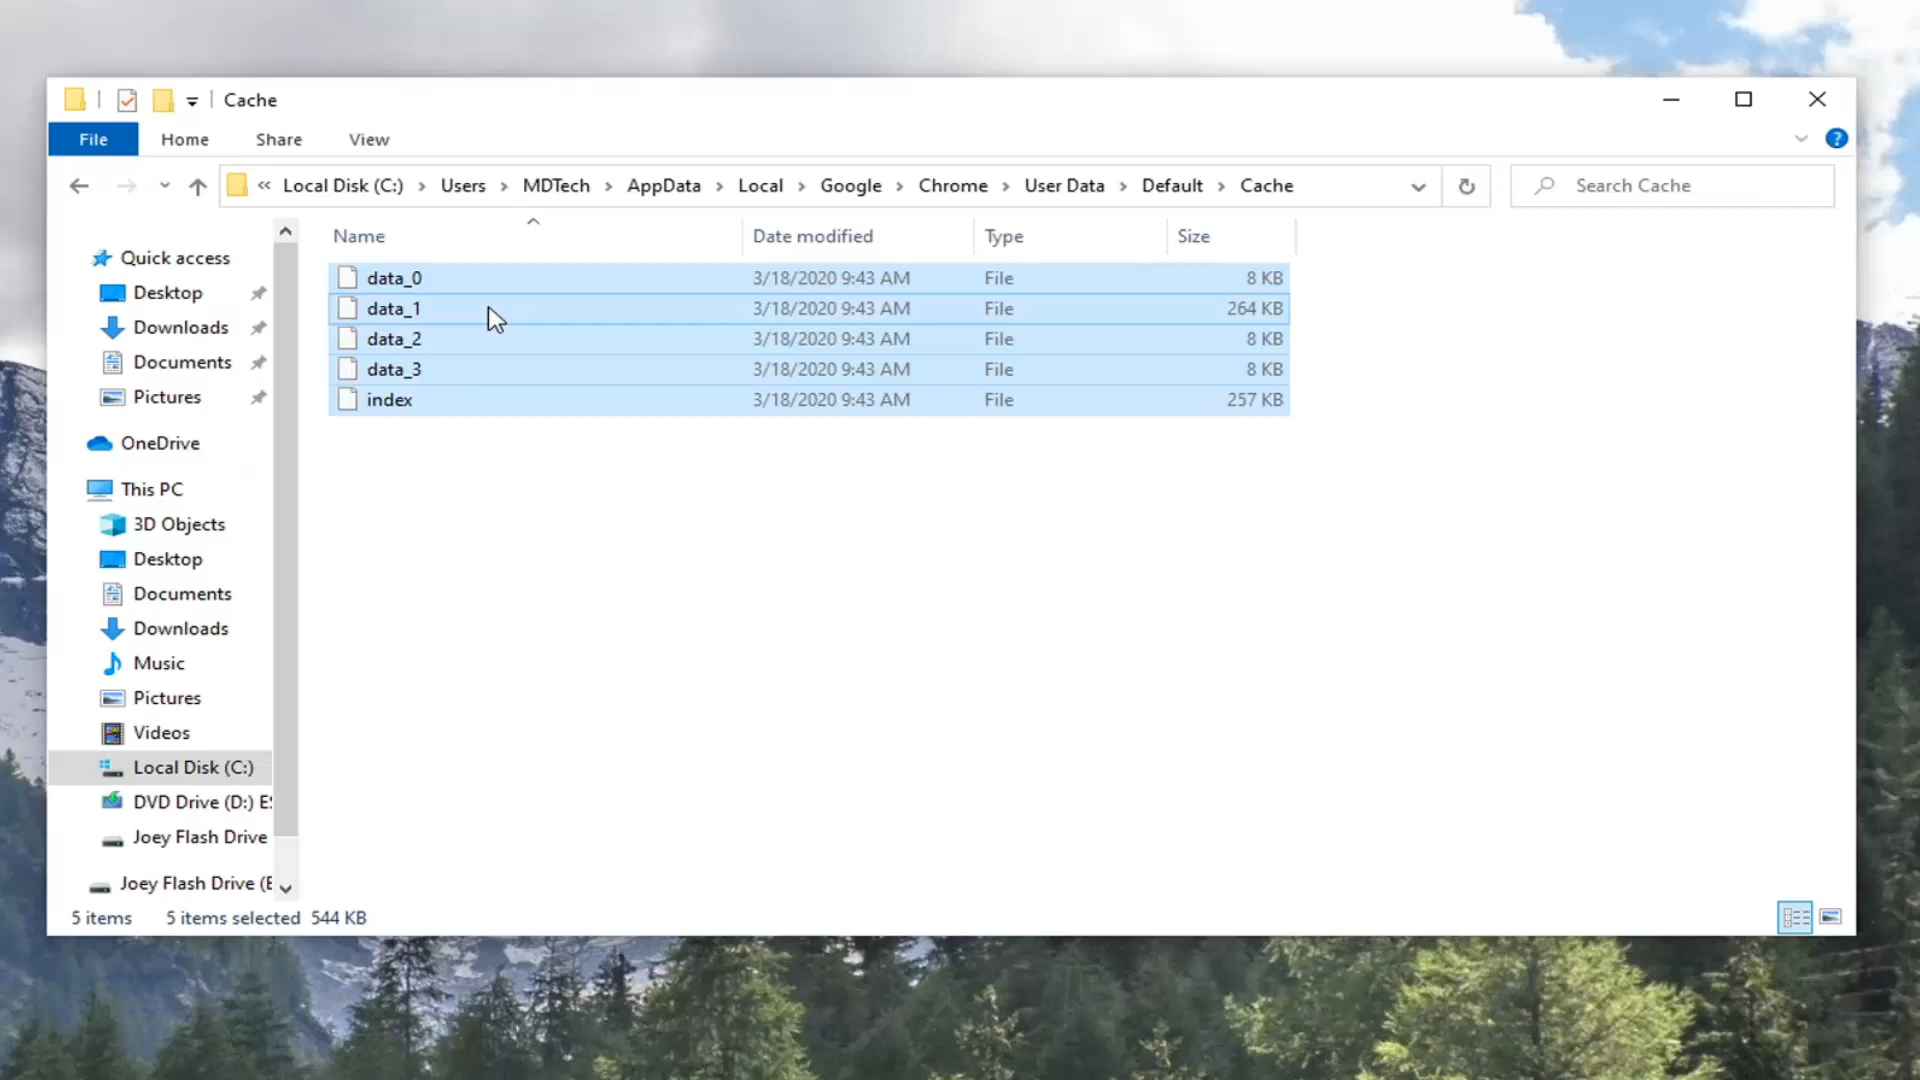 Cache
File Home Share View
« Local Disk (C:) › Users › MDTech › AppData › Local › Google › Chrome › User Data › Default › Cache
Search Cache
Name Date modified Type Size
data_0 3/18/2020 9:43 AM File 8 KB
data_1 3/18/2020 9:43 AM File 264 KB
data_2 3/18/2020 9:43 AM File 8 KB
data_3 3/18/2020 9:43 AM File 8 KB
index 3/18/2020 9:43 AM File 257 KB
Quick access
Desktop
Downloads
Documents
Pictures
OneDrive
This PC
3D Objects
Desktop
Documents
Downloads
Music
Pictures
Videos
Local Disk (C:)
DVD Drive (D:) ES
Joey Flash Drive
Joey Flash Drive (E
5 items 5 items selected 544 KB